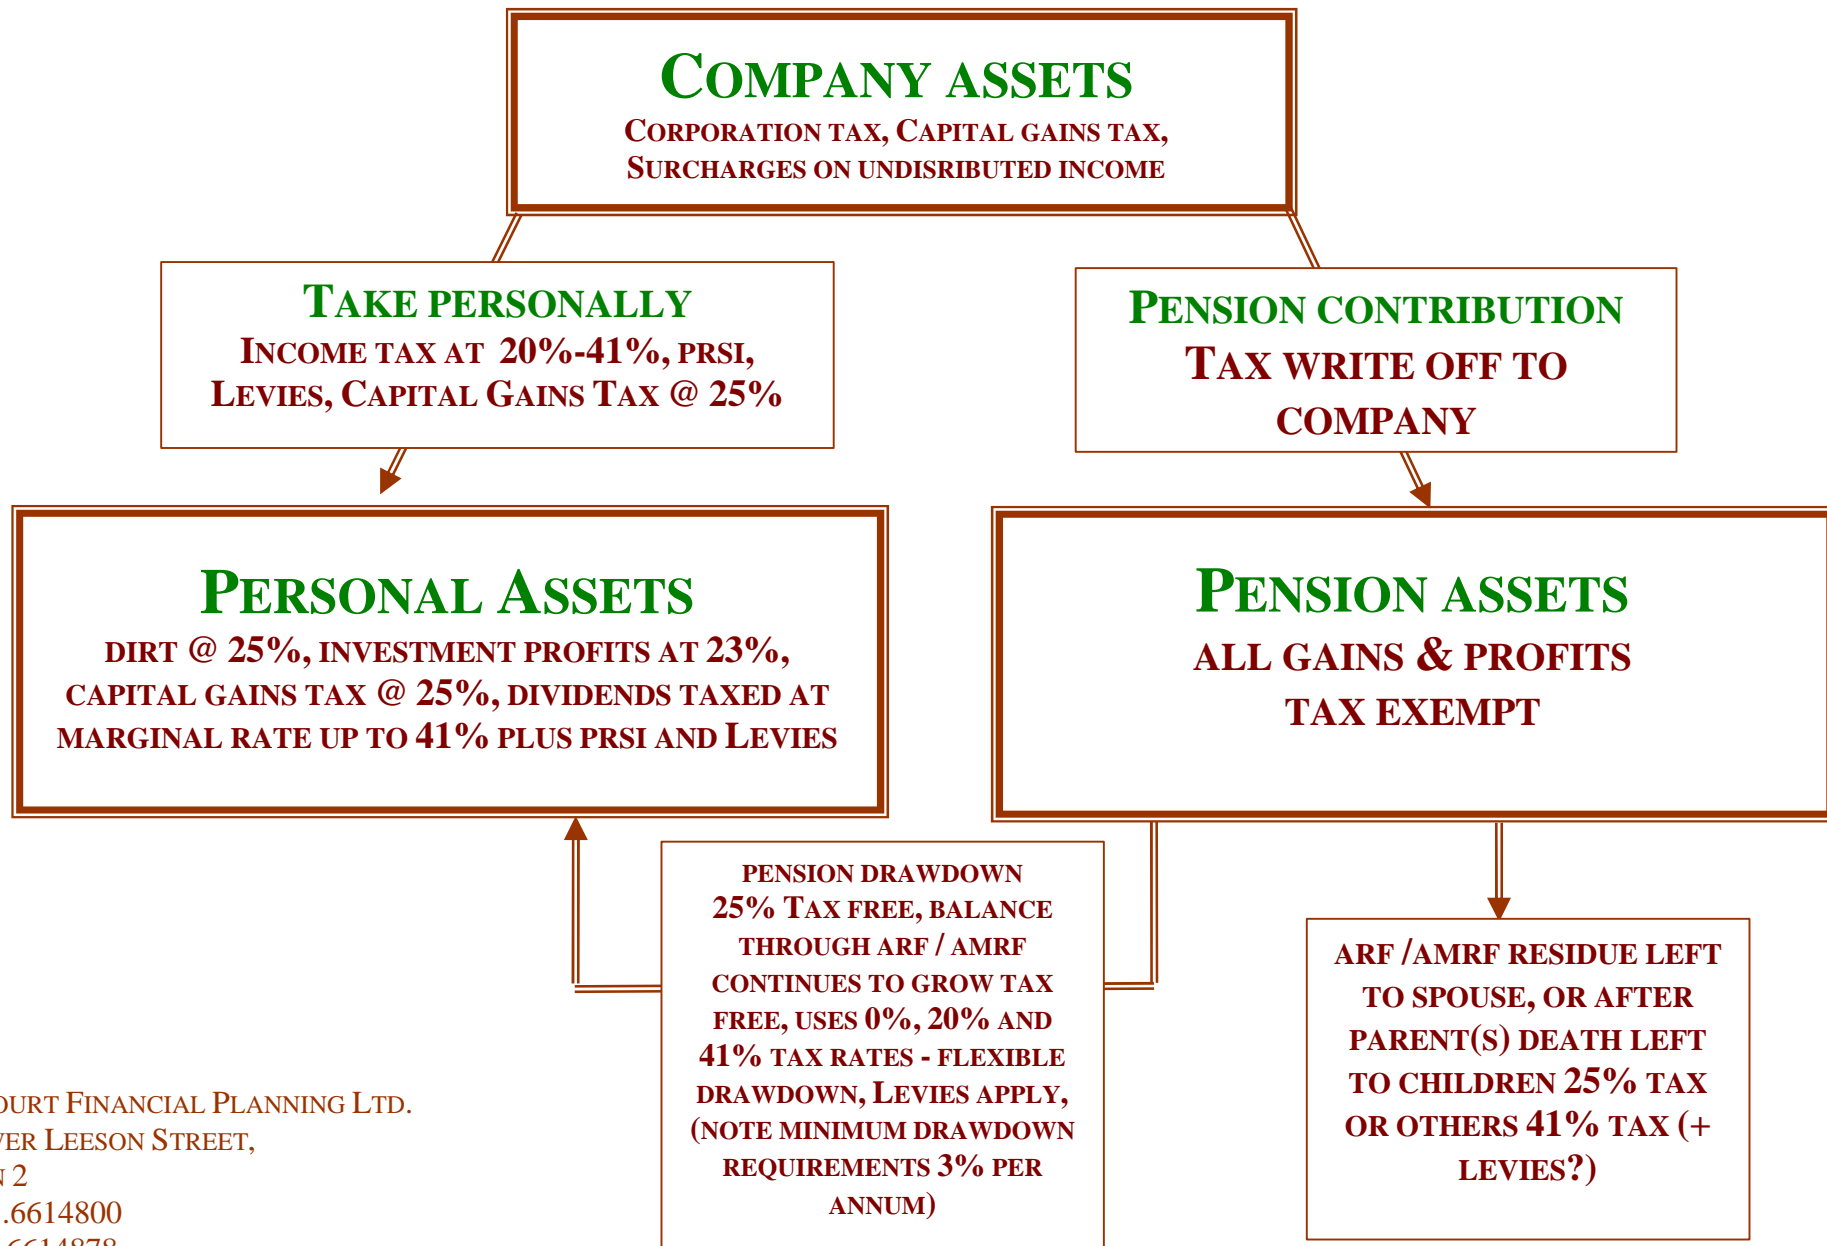 COMPANY ASSETS
CORPORATION TAX, CAPITAL GAINS TAX,
SURCHARGES ON UNDISRIBUTED INCOME
TAKE PERSONALLY
INCOME TAX AT 20%-41%, PRSI,
LEVIES, CAPITAL GAINS TAX @ 25%
PENSION CONTRIBUTION
TAX WRITE OFF TO
COMPANY
PERSONAL ASSETS
DIRT @ 25%, INVESTMENT PROFITS AT 23%,
CAPITAL GAINS TAX @ 25%, DIVIDENDS TAXED AT
MARGINAL RATE UP TO 41% PLUS PRSI AND LEVIES
PENSION ASSETS
ALL GAINS & PROFITS
TAX EXEMPT
PENSION DRAWDOWN
25% TAX FREE, BALANCE
THROUGH ARF / AMRF
CONTINUES TO GROW TAX
FREE, USES 0%, 20% AND
41% TAX RATES - FLEXIBLE
DRAWDOWN, LEVIES APPLY,
(NOTE MINIMUM DRAWDOWN
REQUIREMENTS 3% PER
ANNUM)
ARF /AMRF RESIDUE LEFT
TO SPOUSE, OR AFTER
PARENT(S) DEATH LEFT
TO CHILDREN 25% TAX
OR OTHERS 41% TAX (+
LEVIES?)
FINANCIAL PLANNING LTD.
LEESON STREET,
2
.6614800
6614878